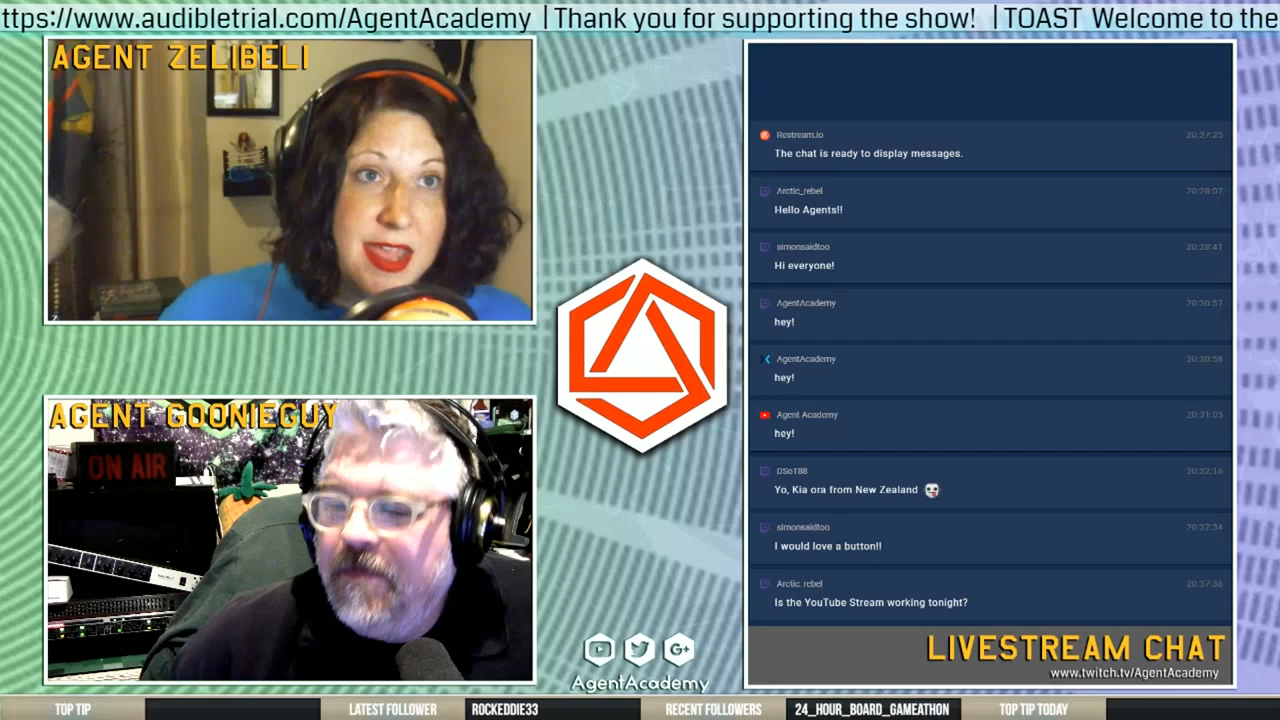 ttps://www.audibletrial.com/AgentAcademy | Thank you for supporting the show! | TOAST Welcome to the
AGENT ZELIBELI
AGENT GOONIEGUY
ON AIR
Restream.io 20:27:25
The chat is ready to display messages.
Arctic_rebel 20:28:07
Hello Agents!!
simonsaidtoo 20:28:41
Hi everyone!
AgentAcademy 20:30:57
hey!
AgentAcademy 20:30:58
hey!
Agent Academy 20:31:05
hey!
DSoT88 20:32:16
Yo, Kia ora from New Zealand
simonsaidtoo 20:37:34
I would love a button!!
Arctic_rebel 20:37:36
Is the YouTube Stream working tonight?
LIVESTREAM CHAT
www.twitch.tv/AgentAcademy
G+
AgentAcademy
TOP TIP LATEST FOLLOWER ROCKEDDIE33 RECENT FOLLOWERS 24_HOUR_BOARD_GAMEATHON TOP TIP TODAY